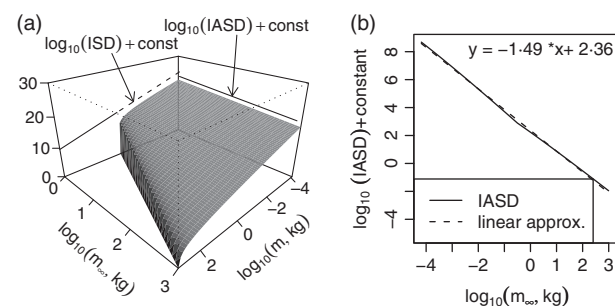 (a)
log10(ISD)+const
log10(IASD)+const
30
20
10
0
0
1
2
3
log10(m∞, kg)
2
0
−2
−4
log10(m, kg)
(b)
y = −1·49 *x+ 2·36
8
6
4
2
0
−4
log10 (IASD)+constant
IASD
linear approx.
−4
−2
0
1
2
3
log10(m∞, kg)